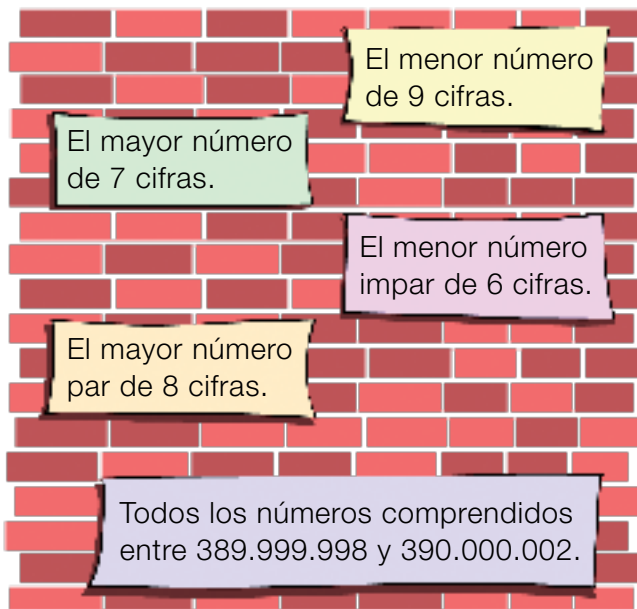 El menor número
de 9 cifras.
El mayor número
de 7 cifras.
El menor número
impar de 6 cifras.
El mayor número
par de 8 cifras.
Todos los números comprendidos
entre 389.999.998 y 390.000.002.